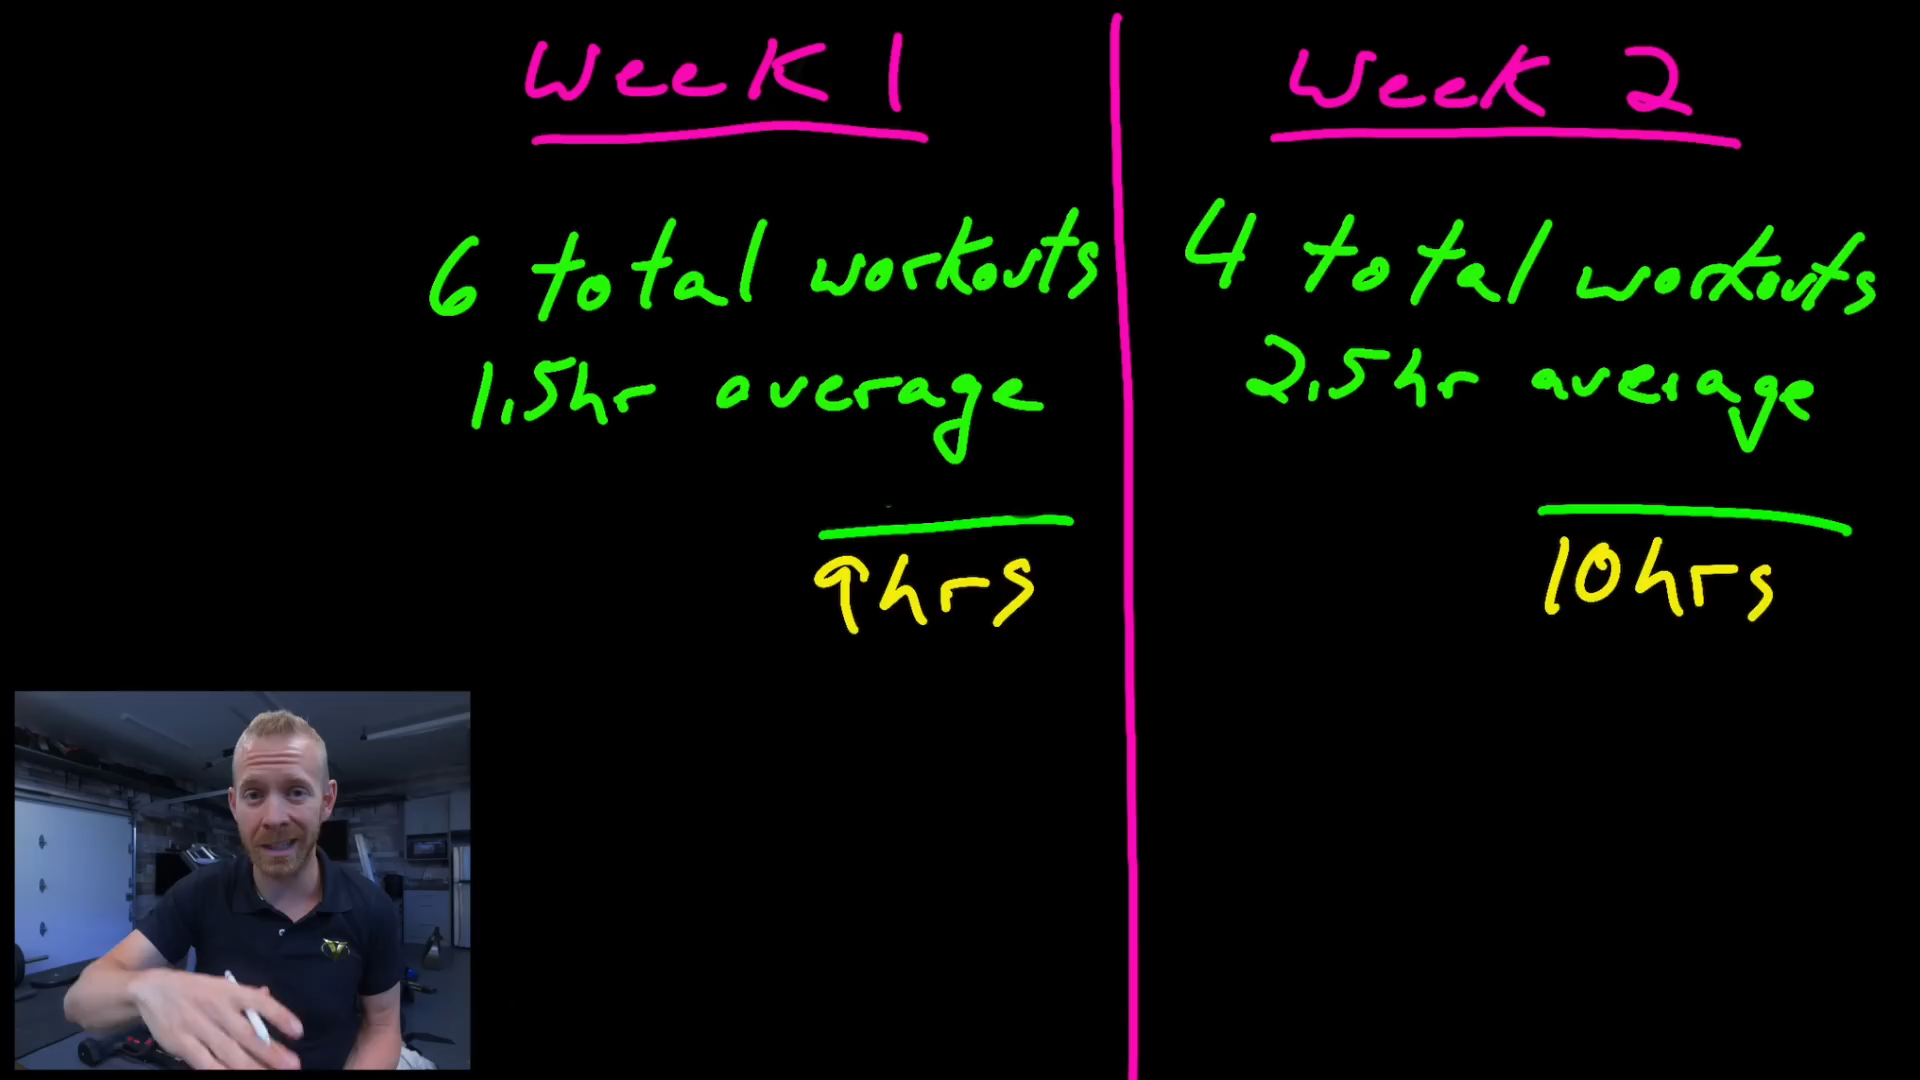 Week 1
6 total workouts
1.5hr average
9hrs
Week 2
4 total workouts
2.5hr average
10hrs